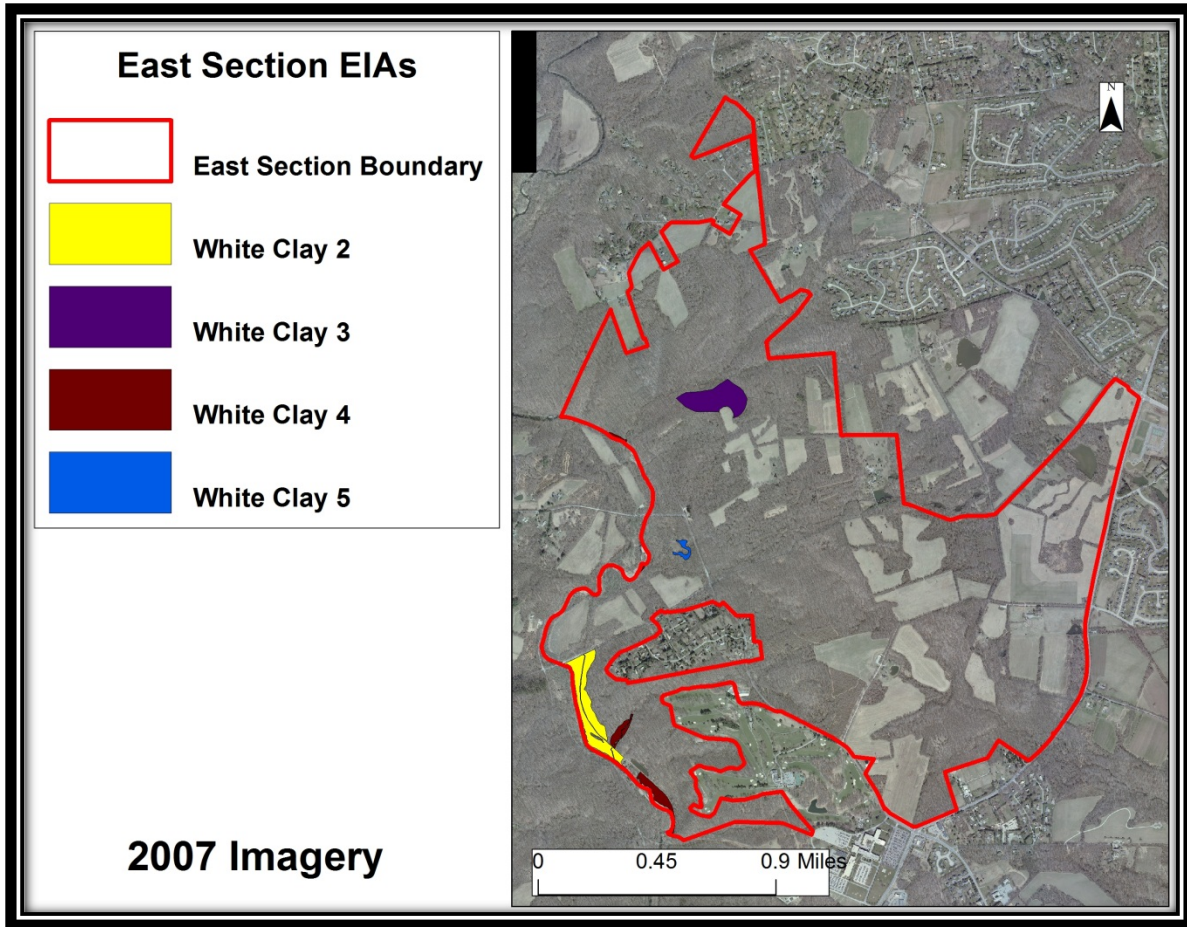 East Section EIAs
East Section Boundary
White Clay 2
White Clay 3
White Clay 4
White Clay 5
2007 Imagery
N
0 0.45 0.9 Miles